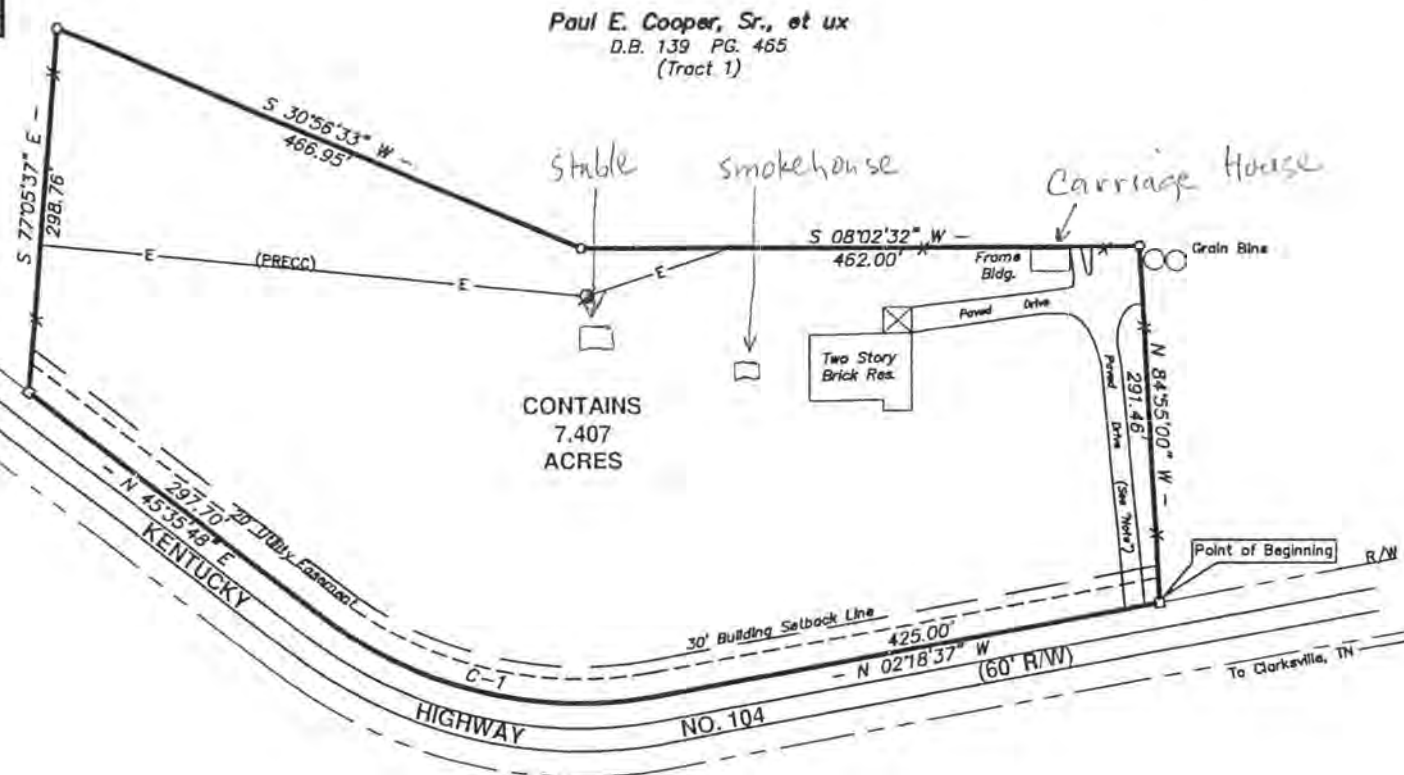 Paul E. Cooper, Sr., et ux
D.B. 139 PG. 465
(Tract 1)
S 30°56'33" W -
466.95'
S 77°05'37" E -
298.76'
Stable
Smokehouse
Carriage House
S 08°02'32" W -
462.00'
Frame
Bldg.
Grain Bins
E
(PRECC)
E
E
Paved Drive
Two Story
Brick Res.
Paved Drive (See "Note")
N 84°55'00" W -
291.46'
CONTAINS
7.407
ACRES
20' Utility Easement
297.70'
- N 45°35'48" E
KENTUCKY
Point of Beginning
R/W
30' Building Setback Line
425.00'
- N 02°18'37" W
(60' R/W)
To Clarksville, TN
C-1
HIGHWAY
NO. 104